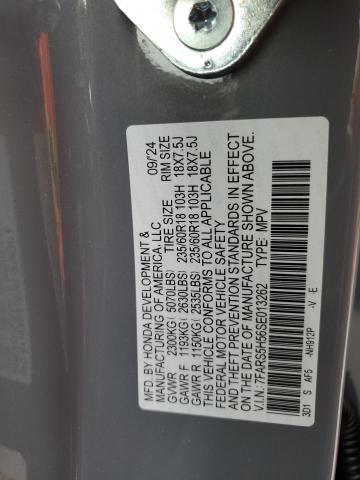 MFD. BY HONDA DEVELOPMENT & 09/24
MANUFACTURING OF AMERICA, LLC
GVWR 2300KG( 5070LBS) TIRE SIZE RIM SIZE
GAWR F 1193KG( 2630LBS) 235/60R18 103H 18X7.5J
GAWR R 1150KG( 2535LBS) 235/60R18 103H 18X7.5J
THIS VEHICLE CONFORMS TO ALL APPLICABLE
FEDERAL MOTOR VEHICLE SAFETY
AND THEFT PREVENTION STANDARDS IN EFFECT
ON THE DATE OF MANUFACTURE SHOWN ABOVE.
V.I.N.: 7FARS6H56SE013262 TYPE: MPV
3D1 S AF5 -NH912P -V -E